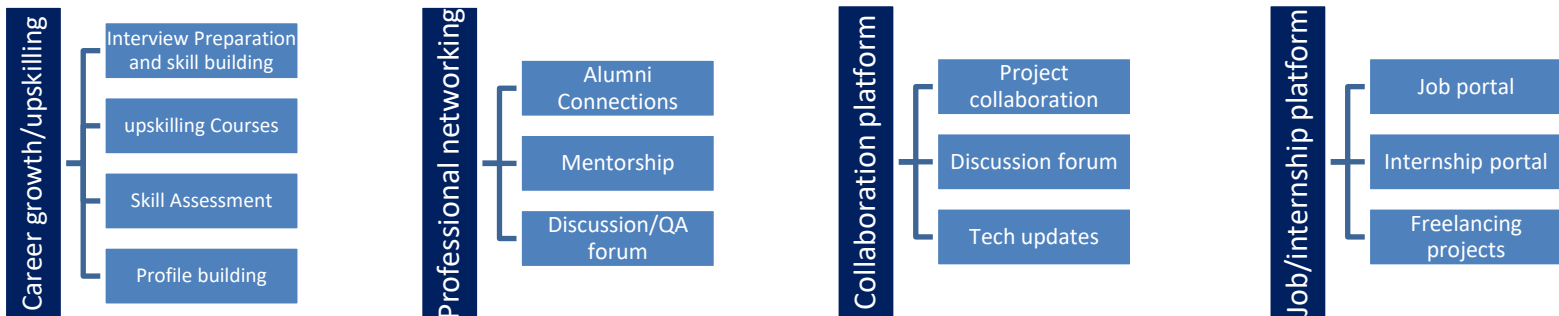 Career growth/upskilling
Interview Preparation
and skill building
upskilling Courses
Skill Assessment
Profile building
Professional networking
Alumni
Connections
Mentorship
Discussion/QA
forum
Collaboration platform
Project
collaboration
Discussion forum
Tech updates
Job/internship platform
Job portal
Internship portal
Freelancing
projects